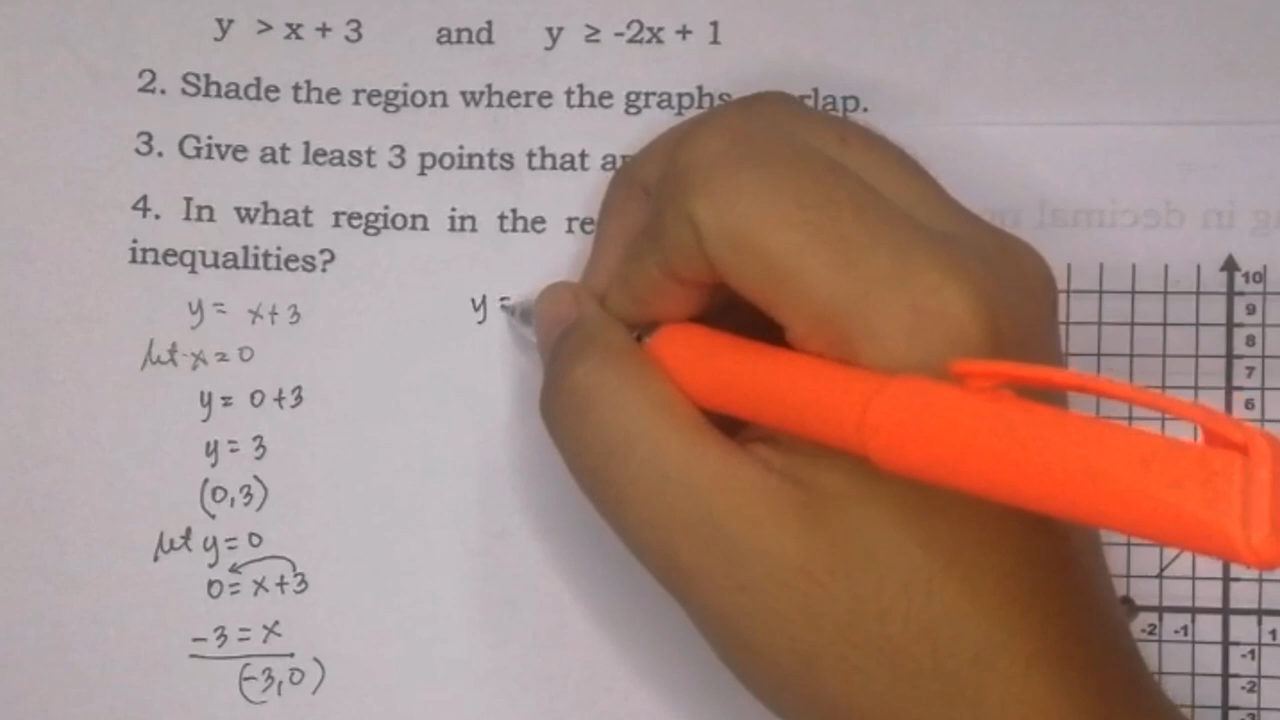 y > x + 3 and y ≥ -2x + 1
2. Shade the region where the graphs
3. Give at least 3 points that
4. In what region in the
inequalities?
y = x+3
let x=0
y= 0+3
y= 3
(0,3)
let y=0
0= x+3
-3=x
(-3,0)
y=
in decimal
10
9
8
7
6
-2 -1 1
-1
-2